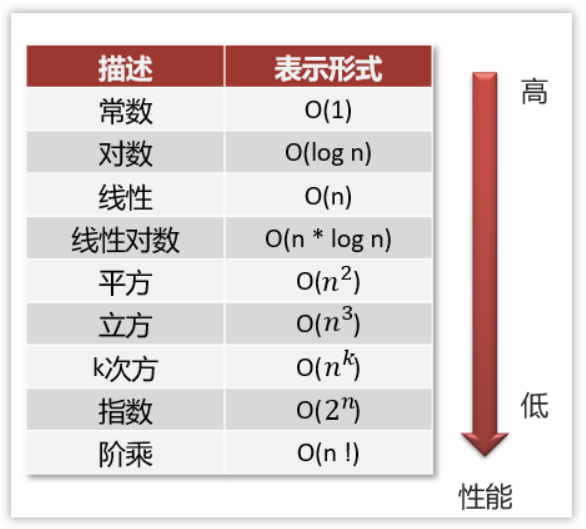 描述 表示形式
常数 O(1)
对数 O(log n)
线性 O(n)
线性对数 O(n * log n)
平方 O(n²)
立方 O(n³)
k次方 O(nᵏ)
指数 O(2ⁿ)
阶乘 O(n !)
高
低
性能